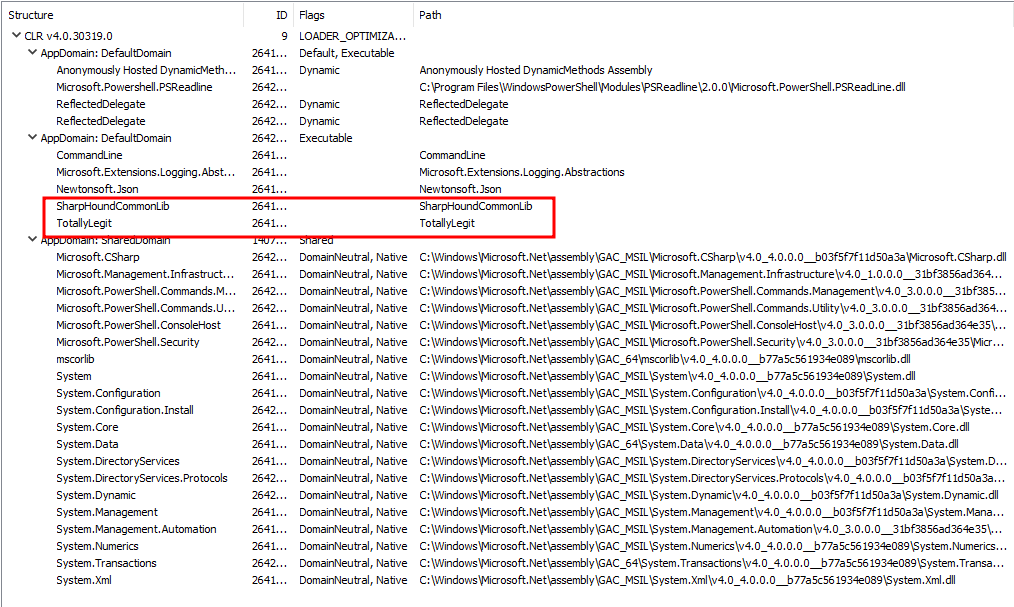 Structure ID Flags Path
CLR v4.0.30319.0 9 LOADER_OPTIMIZA...
AppDomain: DefaultDomain 2641... Default, Executable
Anonymously Hosted DynamicMeth... 2641... Dynamic Anonymously Hosted DynamicMethods Assembly
Microsoft.Powershell.PSReadline 2642... C:\Program Files\WindowsPowerShell\Modules\PSReadline\2.0.0\Microsoft.PowerShell.PSReadLine.dll
ReflectedDelegate 2642... Dynamic ReflectedDelegate
ReflectedDelegate 2642... Dynamic ReflectedDelegate
AppDomain: DefaultDomain 2642... Executable
CommandLine 2641... CommandLine
Microsoft.Extensions.Logging.Abst... 2641... Microsoft.Extensions.Logging.Abstractions
Newtonsoft.Json 2641... Newtonsoft.Json
SharpHoundCommonLib 2641... SharpHoundCommonLib
TotallyLegit 2641... TotallyLegit
AppDomain: SharedDomain 1407... Shared
Microsoft.CSharp 2642... DomainNeutral, Native C:\Windows\Microsoft.Net\assembly\GAC_MSIL\Microsoft.CSharp\v4.0_4.0.0.0__b03f5f7f11d50a3a\Microsoft.CSharp.dll
Microsoft.Management.Infrastruct... 2641... DomainNeutral, Native C:\Windows\Microsoft.Net\assembly\GAC_MSIL\Microsoft.Management.Infrastructure\v4.0_1.0.0.0__31bf3856ad364...
Microsoft.PowerShell.Commands.M... 2642... DomainNeutral, Native C:\Windows\Microsoft.Net\assembly\GAC_MSIL\Microsoft.PowerShell.Commands.Management\v4.0_3.0.0.0__31bf385...
Microsoft.PowerShell.Commands.U... 2642... DomainNeutral, Native C:\Windows\Microsoft.Net\assembly\GAC_MSIL\Microsoft.PowerShell.Commands.Utility\v4.0_3.0.0.0__31bf3856ad364...
Microsoft.PowerShell.ConsoleHost 2641... DomainNeutral, Native C:\Windows\Microsoft.Net\assembly\GAC_MSIL\Microsoft.PowerShell.ConsoleHost\v4.0_3.0.0.0__31bf3856ad364e35\...
Microsoft.PowerShell.Security 2642... DomainNeutral, Native C:\Windows\Microsoft.Net\assembly\GAC_MSIL\Microsoft.PowerShell.Security\v4.0_3.0.0.0__31bf3856ad364e35\Micr...
mscorlib 2641... DomainNeutral, Native C:\Windows\Microsoft.Net\assembly\GAC_64\mscorlib\v4.0_4.0.0.0__b77a5c561934e089\mscorlib.dll
System 2641... DomainNeutral, Native C:\Windows\Microsoft.Net\assembly\GAC_MSIL\System\v4.0_4.0.0.0__b77a5c561934e089\System.dll
System.Configuration 2641... DomainNeutral, Native C:\Windows\Microsoft.Net\assembly\GAC_MSIL\System.Configuration\v4.0_4.0.0.0__b03f5f7f11d50a3a\System.Confi...
System.Configuration.Install 2642... DomainNeutral, Native C:\Windows\Microsoft.Net\assembly\GAC_MSIL\System.Configuration.Install\v4.0_4.0.0.0__b03f5f7f11d50a3a\Syste...
System.Core 2641... DomainNeutral, Native C:\Windows\Microsoft.Net\assembly\GAC_MSIL\System.Core\v4.0_4.0.0.0__b77a5c561934e089\System.Core.dll
System.Data 2641... DomainNeutral, Native C:\Windows\Microsoft.Net\assembly\GAC_64\System.Data\v4.0_4.0.0.0__b77a5c561934e089\System.Data.dll
System.DirectoryServices 2641... DomainNeutral, Native C:\Windows\Microsoft.Net\assembly\GAC_MSIL\System.DirectoryServices\v4.0_4.0.0.0__b03f5f7f11d50a3a\System.D...
System.DirectoryServices.Protocols 2642... DomainNeutral, Native C:\Windows\Microsoft.Net\assembly\GAC_MSIL\System.DirectoryServices.Protocols\v4.0_4.0.0.0__b03f5f7f11d50a3a...
System.Dynamic 2642... DomainNeutral, Native C:\Windows\Microsoft.Net\assembly\GAC_MSIL\System.Dynamic\v4.0_4.0.0.0__b03f5f7f11d50a3a\System.Dynamic.dll
System.Management 2641... DomainNeutral, Native C:\Windows\Microsoft.Net\assembly\GAC_MSIL\System.Management\v4.0_4.0.0.0__b03f5f7f11d50a3a\System.Mana...
System.Management.Automation 2641... DomainNeutral, Native C:\Windows\Microsoft.Net\assembly\GAC_MSIL\System.Management.Automation\v4.0_3.0.0.0__31bf3856ad364e35\...
System.Numerics 2641... DomainNeutral, Native C:\Windows\Microsoft.Net\assembly\GAC_MSIL\System.Numerics\v4.0_4.0.0.0__b77a5c561934e089\System.Numerics...
System.Transactions 2642... DomainNeutral, Native C:\Windows\Microsoft.Net\assembly\GAC_64\System.Transactions\v4.0_4.0.0.0__b77a5c561934e089\System.Transa...
System.Xml 2641... DomainNeutral, Native C:\Windows\Microsoft.Net\assembly\GAC_MSIL\System.Xml\v4.0_4.0.0.0__b77a5c561934e089\System.Xml.dll